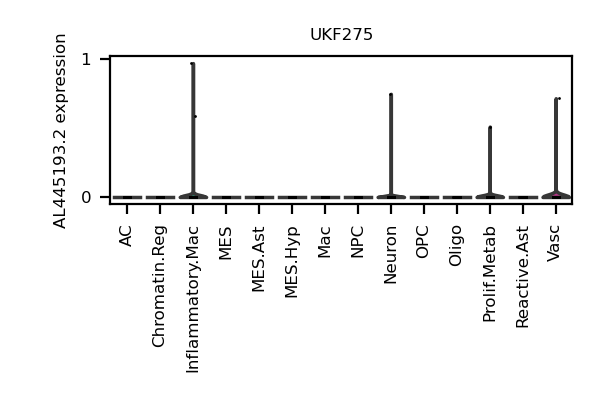 UKF275
AL445193.2 expression
1
0
AC
Chromatin.Reg
Inflammatory.Mac
MES
MES.Ast
MES.Hyp
Mac
NPC
Neuron
OPC
Oligo
Prolif.Metab
Reactive.Ast
Vasc